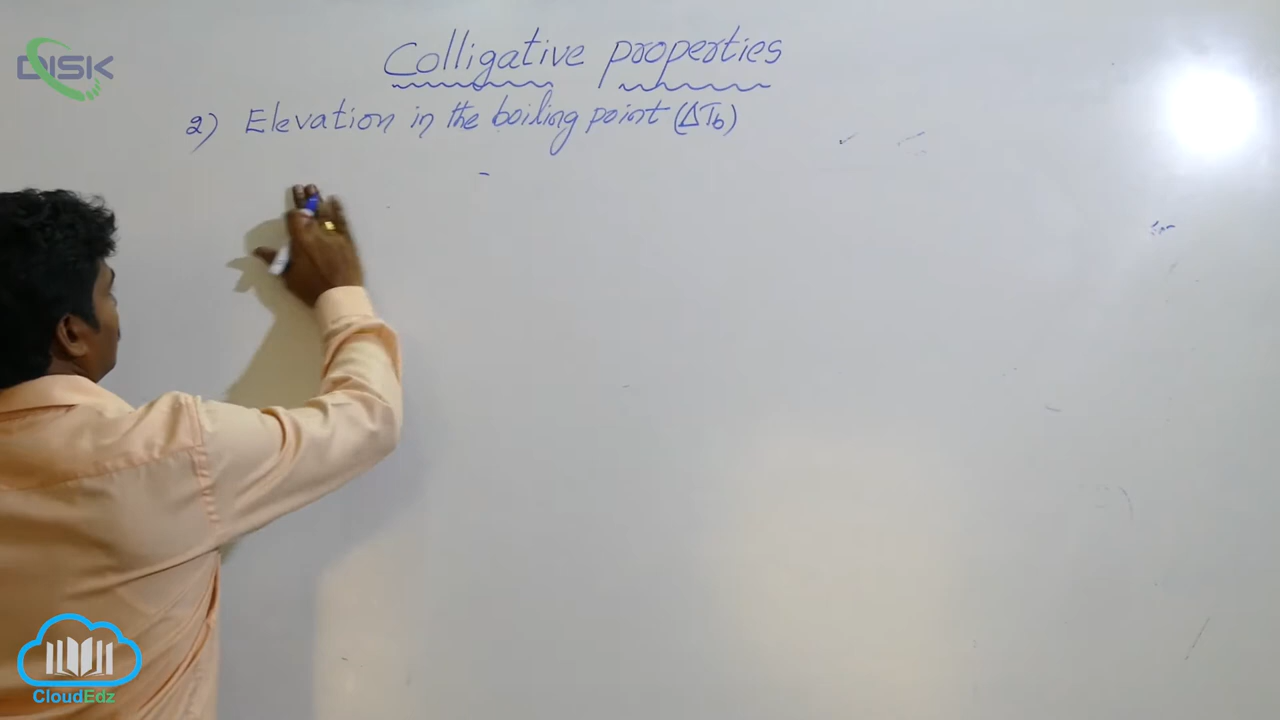 DISK
Colligative properties
2) Elevation in the boiling point (ΔTb)
CloudEdz